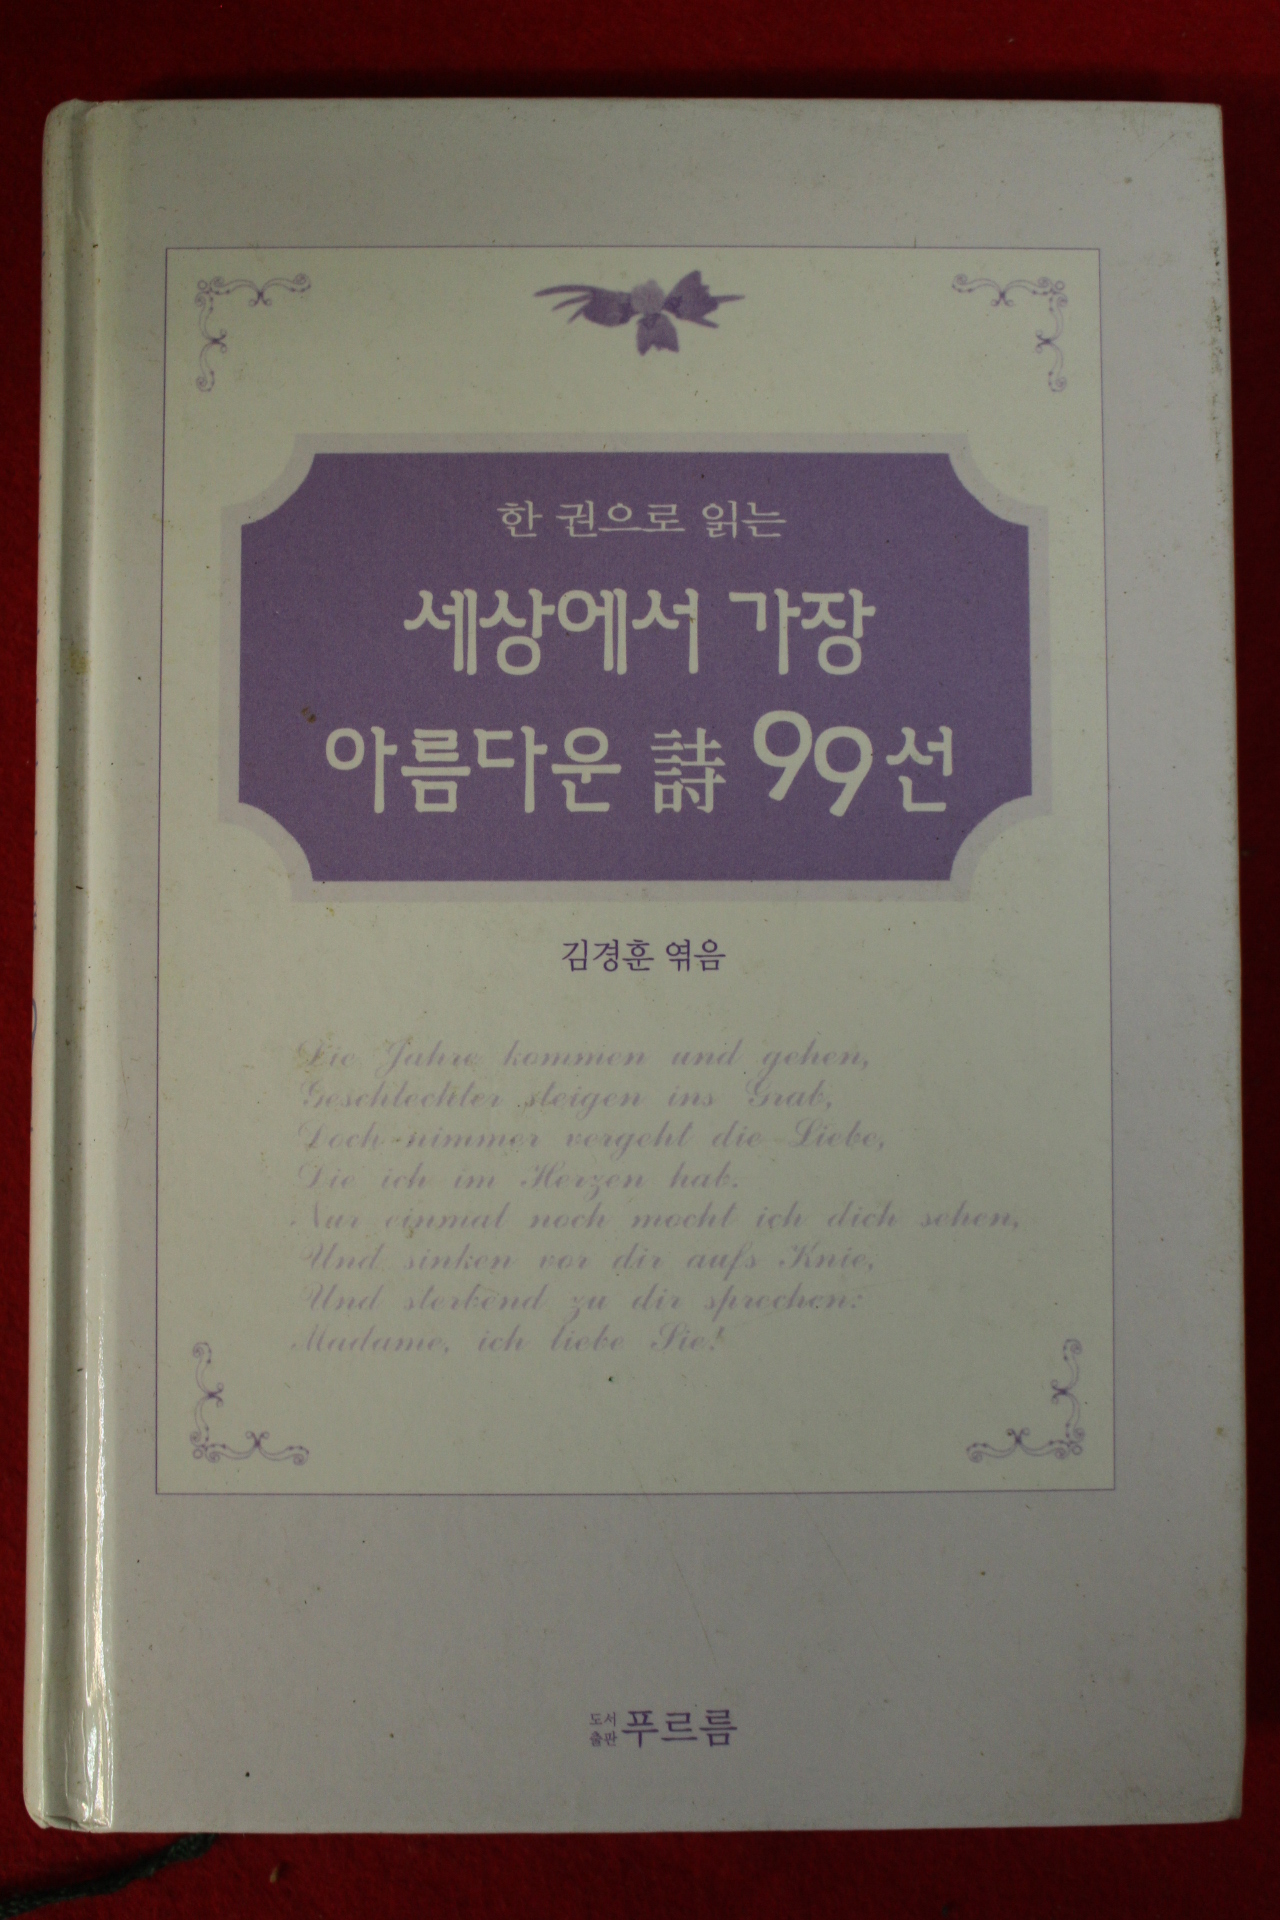 한 권으로 읽는
세상에서 가장
아름다운 詩 99선
김경훈 엮음
Die Jahre kommen und gehen,
Geschlechter steigen ins Grab,
Doch nimmer vergeht die Liebe,
Die ich im Herzen hab.
Nur einmal noch mocht ich dich sehen,
Und sinken vor dir aufs Knie,
Und sterbend zu dir sprechen:
Madame, ich liebe Sie!
도서출판 푸르름